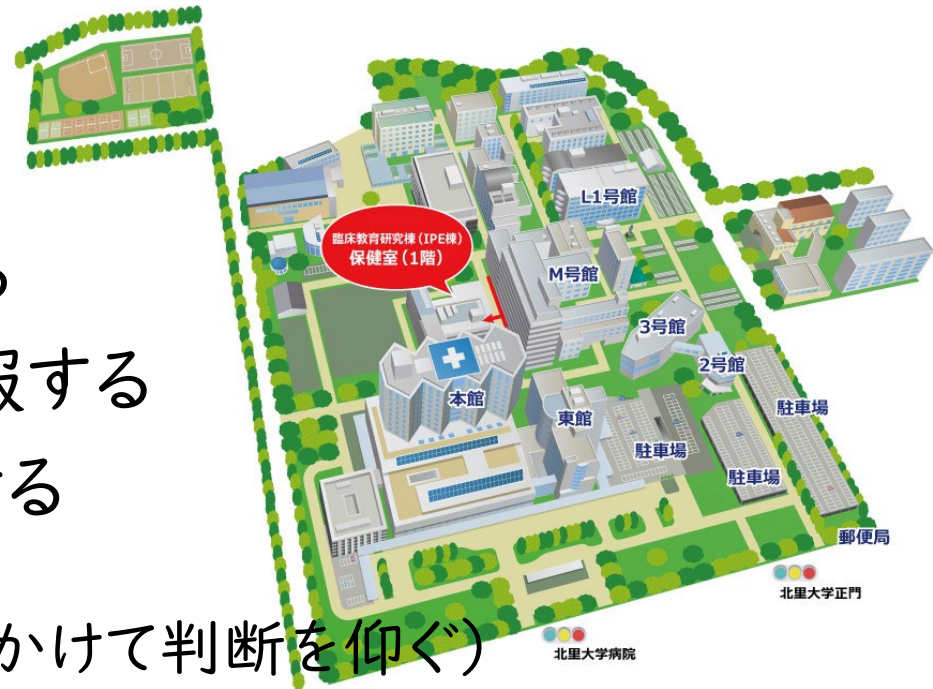 臨床教育研究棟(IPE棟)
保健室(1階)
L1号館
M号館
3号館
2号館
本館
東館
駐車場
駐車場
駐車場
郵便局
北里大学正門
北里大学病院
報する
する
かけて判断を仰ぐ)